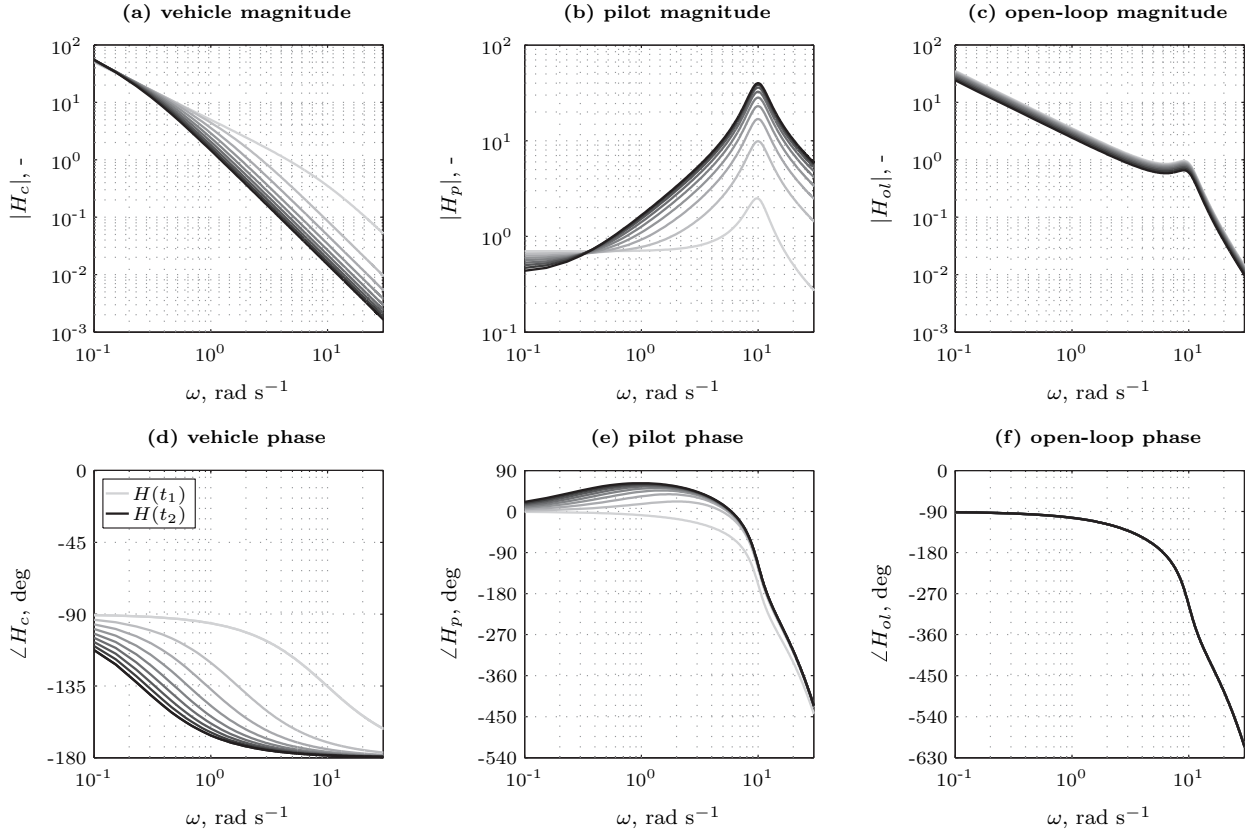 (a) vehicle magnitude
(b) pilot magnitude
(c) open-loop magnitude
|H_c|, -
10^2
10^1
10^0
10^-1
10^-2
10^-3
10^-1
10^0
10^1
ω, rad s^−1
|H_p|, -
10^2
10^1
10^0
10^-1
10^-1
10^0
10^1
ω, rad s^−1
|H_ol|, -
10^2
10^1
10^0
10^-1
10^-2
10^-3
10^-1
10^0
10^1
ω, rad s^−1
(d) vehicle phase
(e) pilot phase
(f) open-loop phase
∠H_c, deg
0
-45
-90
-135
-180
H(t_1)
H(t_2)
10^-1
10^0
10^1
ω, rad s^−1
∠H_p, deg
90
0
-90
-180
-270
-360
-450
-540
10^-1
10^0
10^1
ω, rad s^−1
∠H_ol, deg
0
-90
-180
-270
-360
-450
-540
-630
10^-1
10^0
10^1
ω, rad s^−1